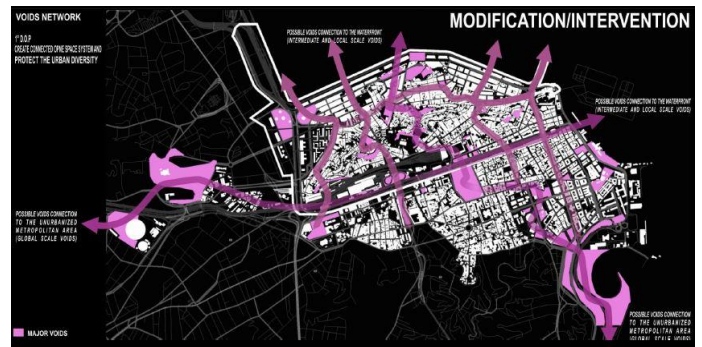 VOIDS NETWORK
MODIFICATION/INTERVENTION
1° D.O.P
CREATE CONNECTED OPNE SPACE SYSTEM AND
PROTECT THE URBAN DIVERSITY
POSSIBLE VOIDS CONNECTION TO THE WATERFRONT
(INTERMEDIATE AND LOCAL SCALE VOIDS)
POSSIBLE VOIDS CONNECTION TO THE WATERFRONT
(INTERMEDIATE AND LOCAL SCALE VOIDS)
POSSIBLE VOIDS CONNECTION
TO THE UNURBANIZED
METROPOLITAN AREA
(GLOBAL SCALE VOIDS)
POSSIBLE VOIDS CONNECTION
TO THE UNURBANIZED
METROPOLITAN AREA
(GLOBAL SCALE VOIDS)
MAJOR VOIDS